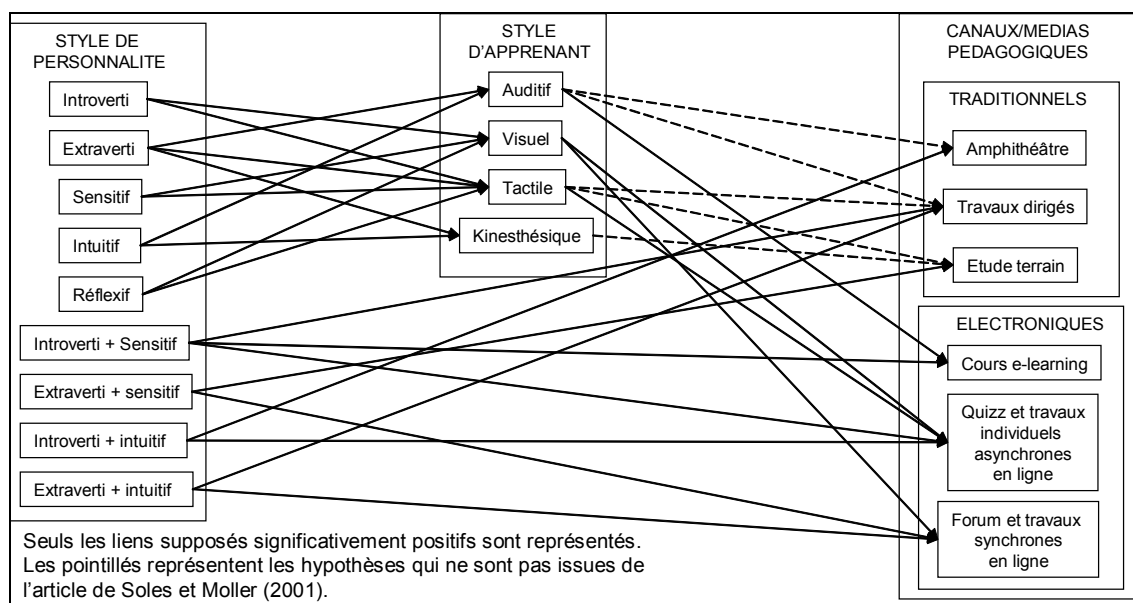 STYLE DE
PERSONNALITE
Introverti
Extraverti
Sensitif
Intuitif
Réflexif
Introverti + Sensitif
Extraverti + sensitif
Introverti + intuitif
Extraverti + intuitif
STYLE
D'APPRENANT
Auditif
Visuel
Tactile
Kinesthésique
CANAUX/MEDIAS
PEDAGOGIQUES
TRADITIONNELS
Amphithéâtre
Travaux dirigés
Etude terrain
ELECTRONIQUES
Cours e-learning
Quizz et travaux
individuels
asynchrones
en ligne
Forum et travaux
synchrones
en ligne
Seuls les liens supposés significativement positifs sont représentés.
Les pointillés représentent les hypothèses qui ne sont pas issues de
l'article de Soles et Moller (2001).